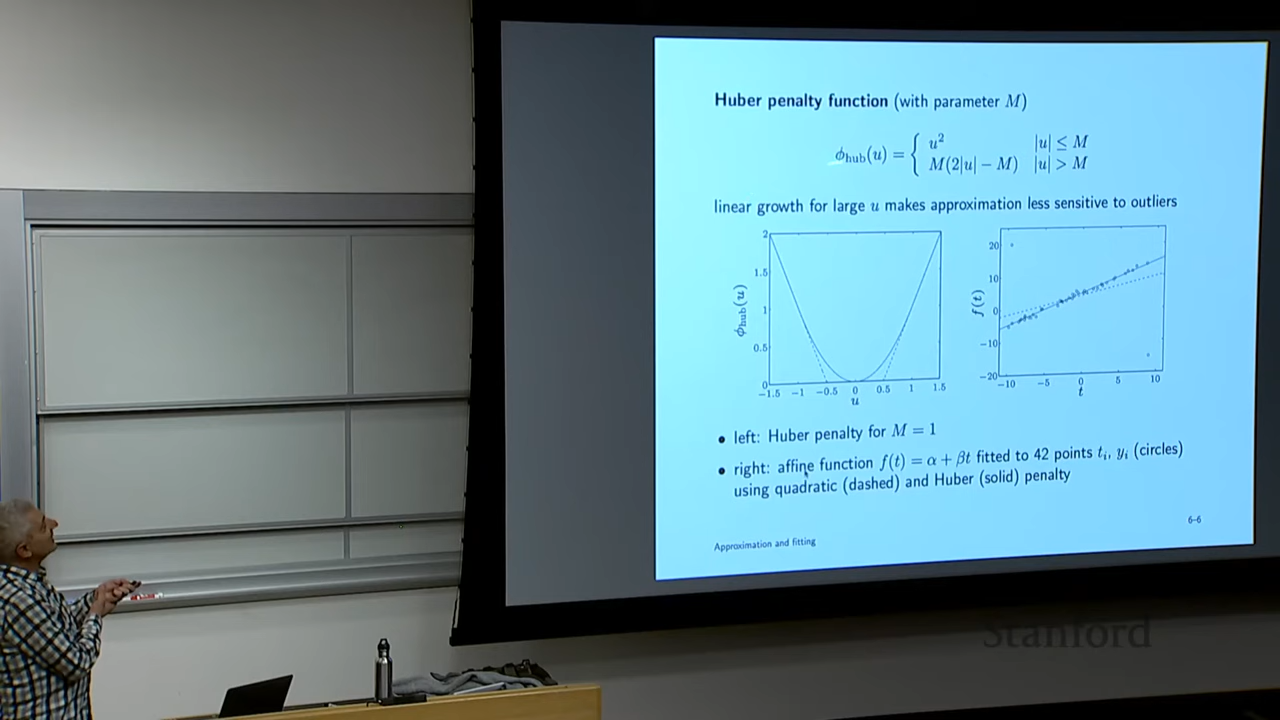 Huber penalty function (with parameter M)
ϕhub(u) = { u² |u| ≤ M
M(2|u| − M) |u| > M
linear growth for large u makes approximation less sensitive to outliers
2
1.5
1
0.5
0
ϕhub(u)
−1.5 −1 −0.5 0 0.5 1 1.5
u
20
10
0
−10
−20
f(t)
−10 −5 0 5 10
t
• left: Huber penalty for M = 1
• right: affine function f(t) = α + βt fitted to 42 points tᵢ, yᵢ (circles)
using quadratic (dashed) and Huber (solid) penalty
6-6
Approximation and fitting
Stanford